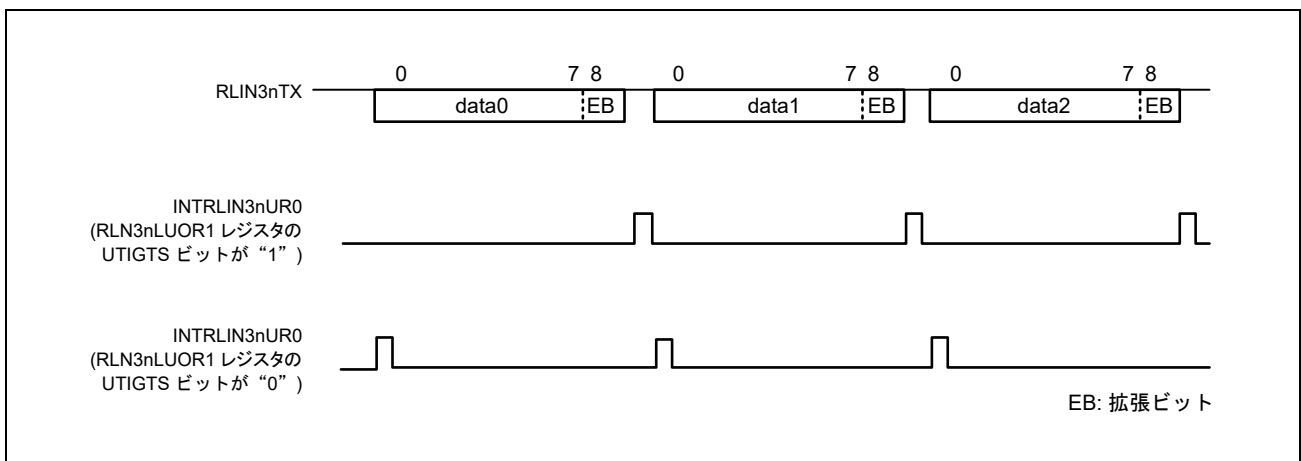 0 7 8 0 7 8 0 7 8
RLIN3nTX
data0 EB data1 EB data2 EB
INTRLIN3nUR0
(RLN3nLUOR1 レジスタの
UTIGTS ビットが “1” )
INTRLIN3nUR0
(RLN3nLUOR1 レジスタの
UTIGTS ビットが “0” )
EB: 拡張ビット